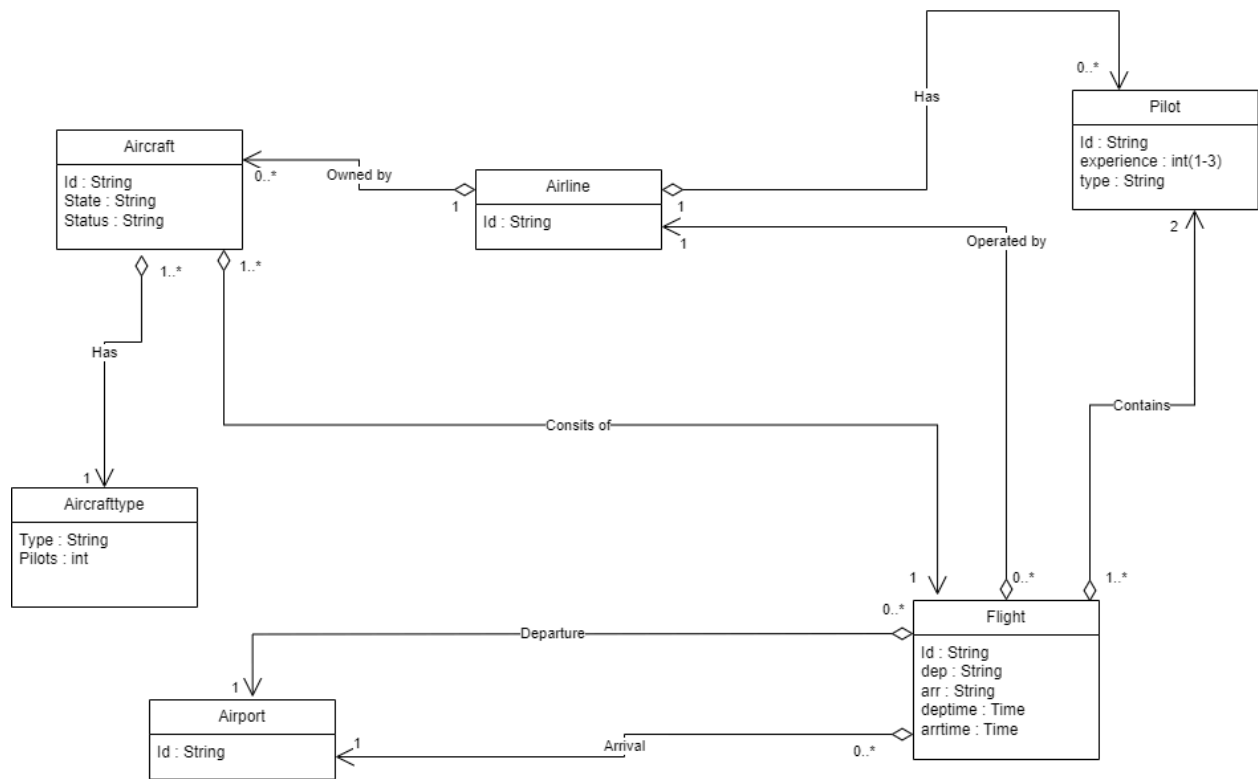 Has
0..*
Pilot
Id : String
experience : int(1-3)
type : String
2
Aircraft
Id : String
State : String
Status : String
0..*
Owned by
1
Airline
Id : String
1
1
Operated by
1..*
1..*
Has
Contains
Consits of
1
Aircrafttype
Type : String
Pilots : int
1
0..*
1..*
Flight
Id : String
dep : String
arr : String
deptime : Time
arrtime : Time
0..*
Departure
1
Airport
Id : String
1
Arrival
0..*